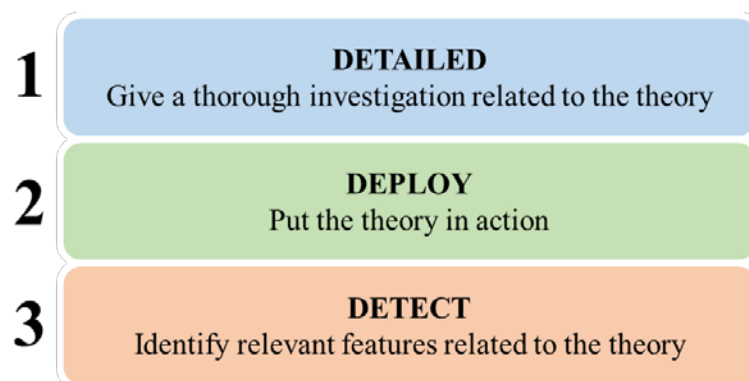 1
DETAILED
Give a thorough investigation related to the theory
2
DEPLOY
Put the theory in action
3
DETECT
Identify relevant features related to the theory